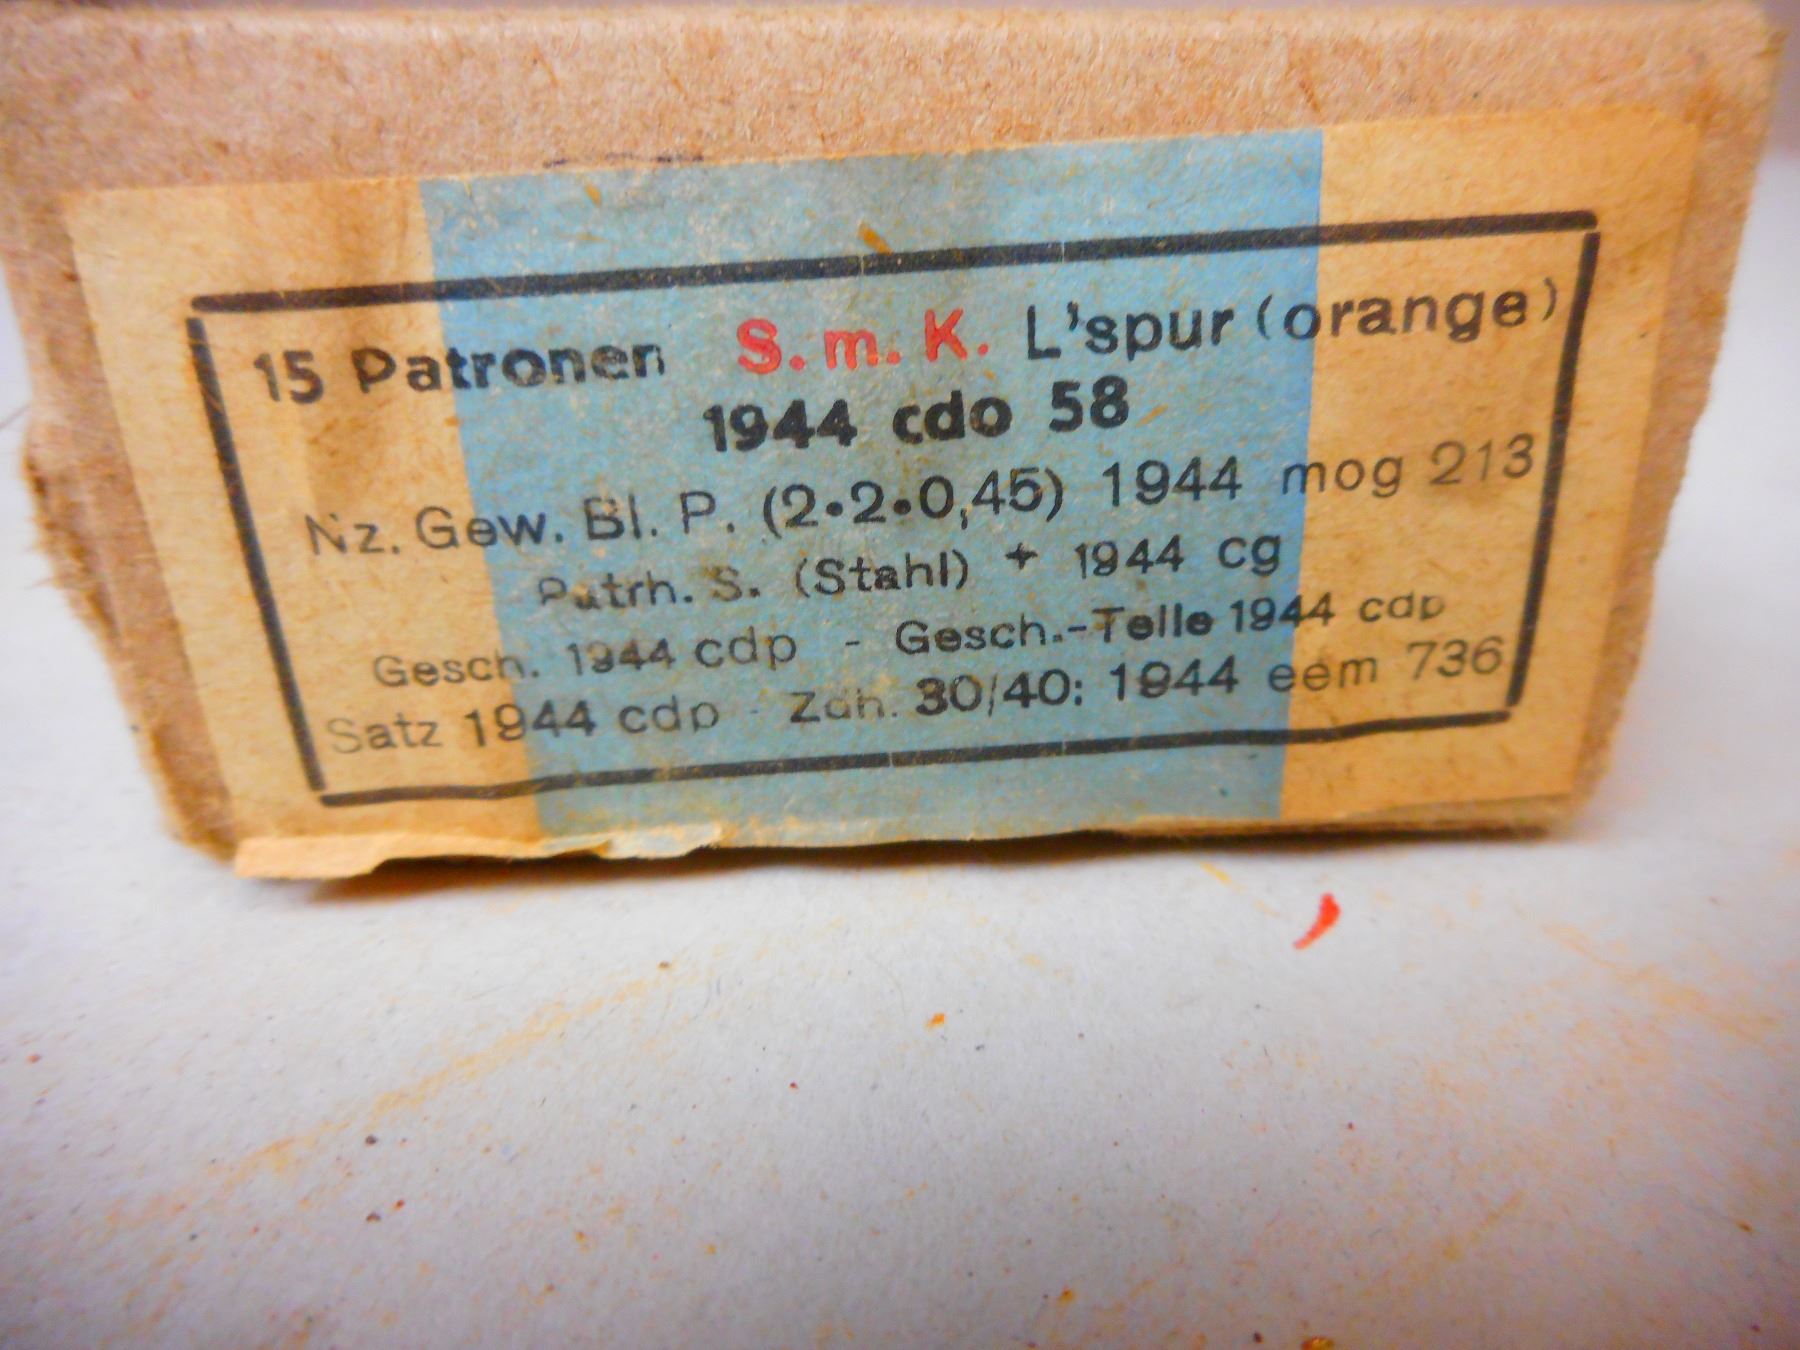 15 Patronen S. m. K. L'spur (orange)
1944 cdo 58
Nz. Gew. Bl. P. (2•2•0,45) 1944 mog 213
Patrh. S. (Stahl) + 1944 cg
Gesch. 1944 cdp - Gesch.-Teile 1944 cdp
Satz 1944 cdp - Zdh. 30/40: 1944 eem 736